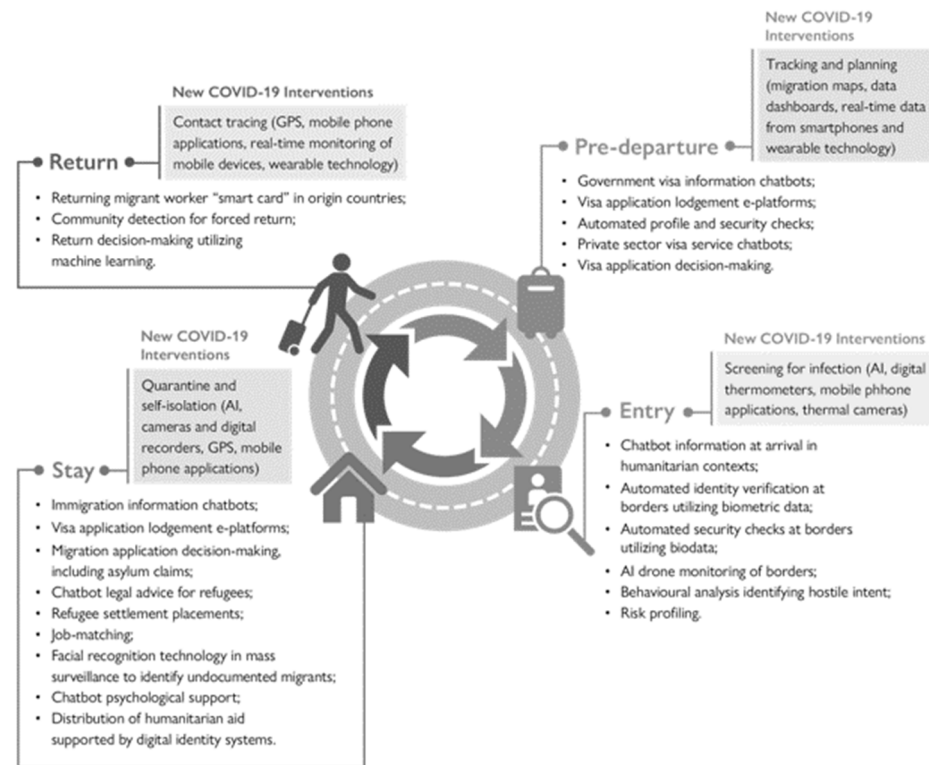 New COVID-19
Interventions
Tracking and planning
(migration maps, data
dashboards, real-time data
from smartphones and
wearable technology)
Pre-departure
• Government visa information chatbots;
• Visa application lodgement e-platforms;
• Automated profile and security checks;
• Private sector visa service chatbots;
• Visa application decision-making.
New COVID-19 Interventions
Screening for infection (AI, digital
thermometers, mobile phhone
applications, thermal cameras)
Entry
• Chatbot information at arrival in
humanitarian contexts;
• Automated identity verification at
borders utilizing biometric data;
• Automated security checks at borders
utilizing biodata;
• AI drone monitoring of borders;
• Behavioural analysis identifying hostile intent;
• Risk profiling.
New COVID-19
Interventions
Quarantine and
self-isolation (AI,
cameras and digital
recorders, GPS, mobile
phone applications)
Stay
• Immigration information chatbots;
• Visa application lodgement e-platforms;
• Migration application decision-making,
including asylum claims;
• Chatbot legal advice for refugees;
• Refugee settlement placements;
• Job-matching;
• Facial recognition technology in mass
surveillance to identify undocumented migrants;
• Chatbot psychological support;
• Distribution of humanitarian aid
supported by digital identity systems.
New COVID-19 Interventions
Contact tracing (GPS, mobile phone
applications, real-time monitoring of
mobile devices, wearable technology)
Return
• Returning migrant worker “smart card” in origin countries;
• Community detection for forced return;
• Return decision-making utilizing
machine learning.